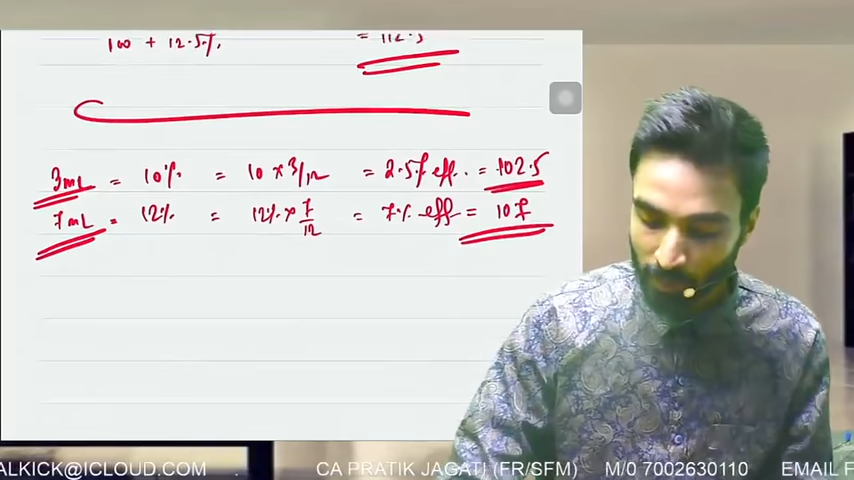 100 + 12.5%. = 112.5
3mL = 10% = 10 x 3/12 = 2.5% eff. = 102.5
7mL = 12% = 12% x 7/12 = 7% eff = 107
ALKICK@ICLOUD.COM CA PRATIK JAGATI (FR/SFM) M/0 7002630110 EMAIL